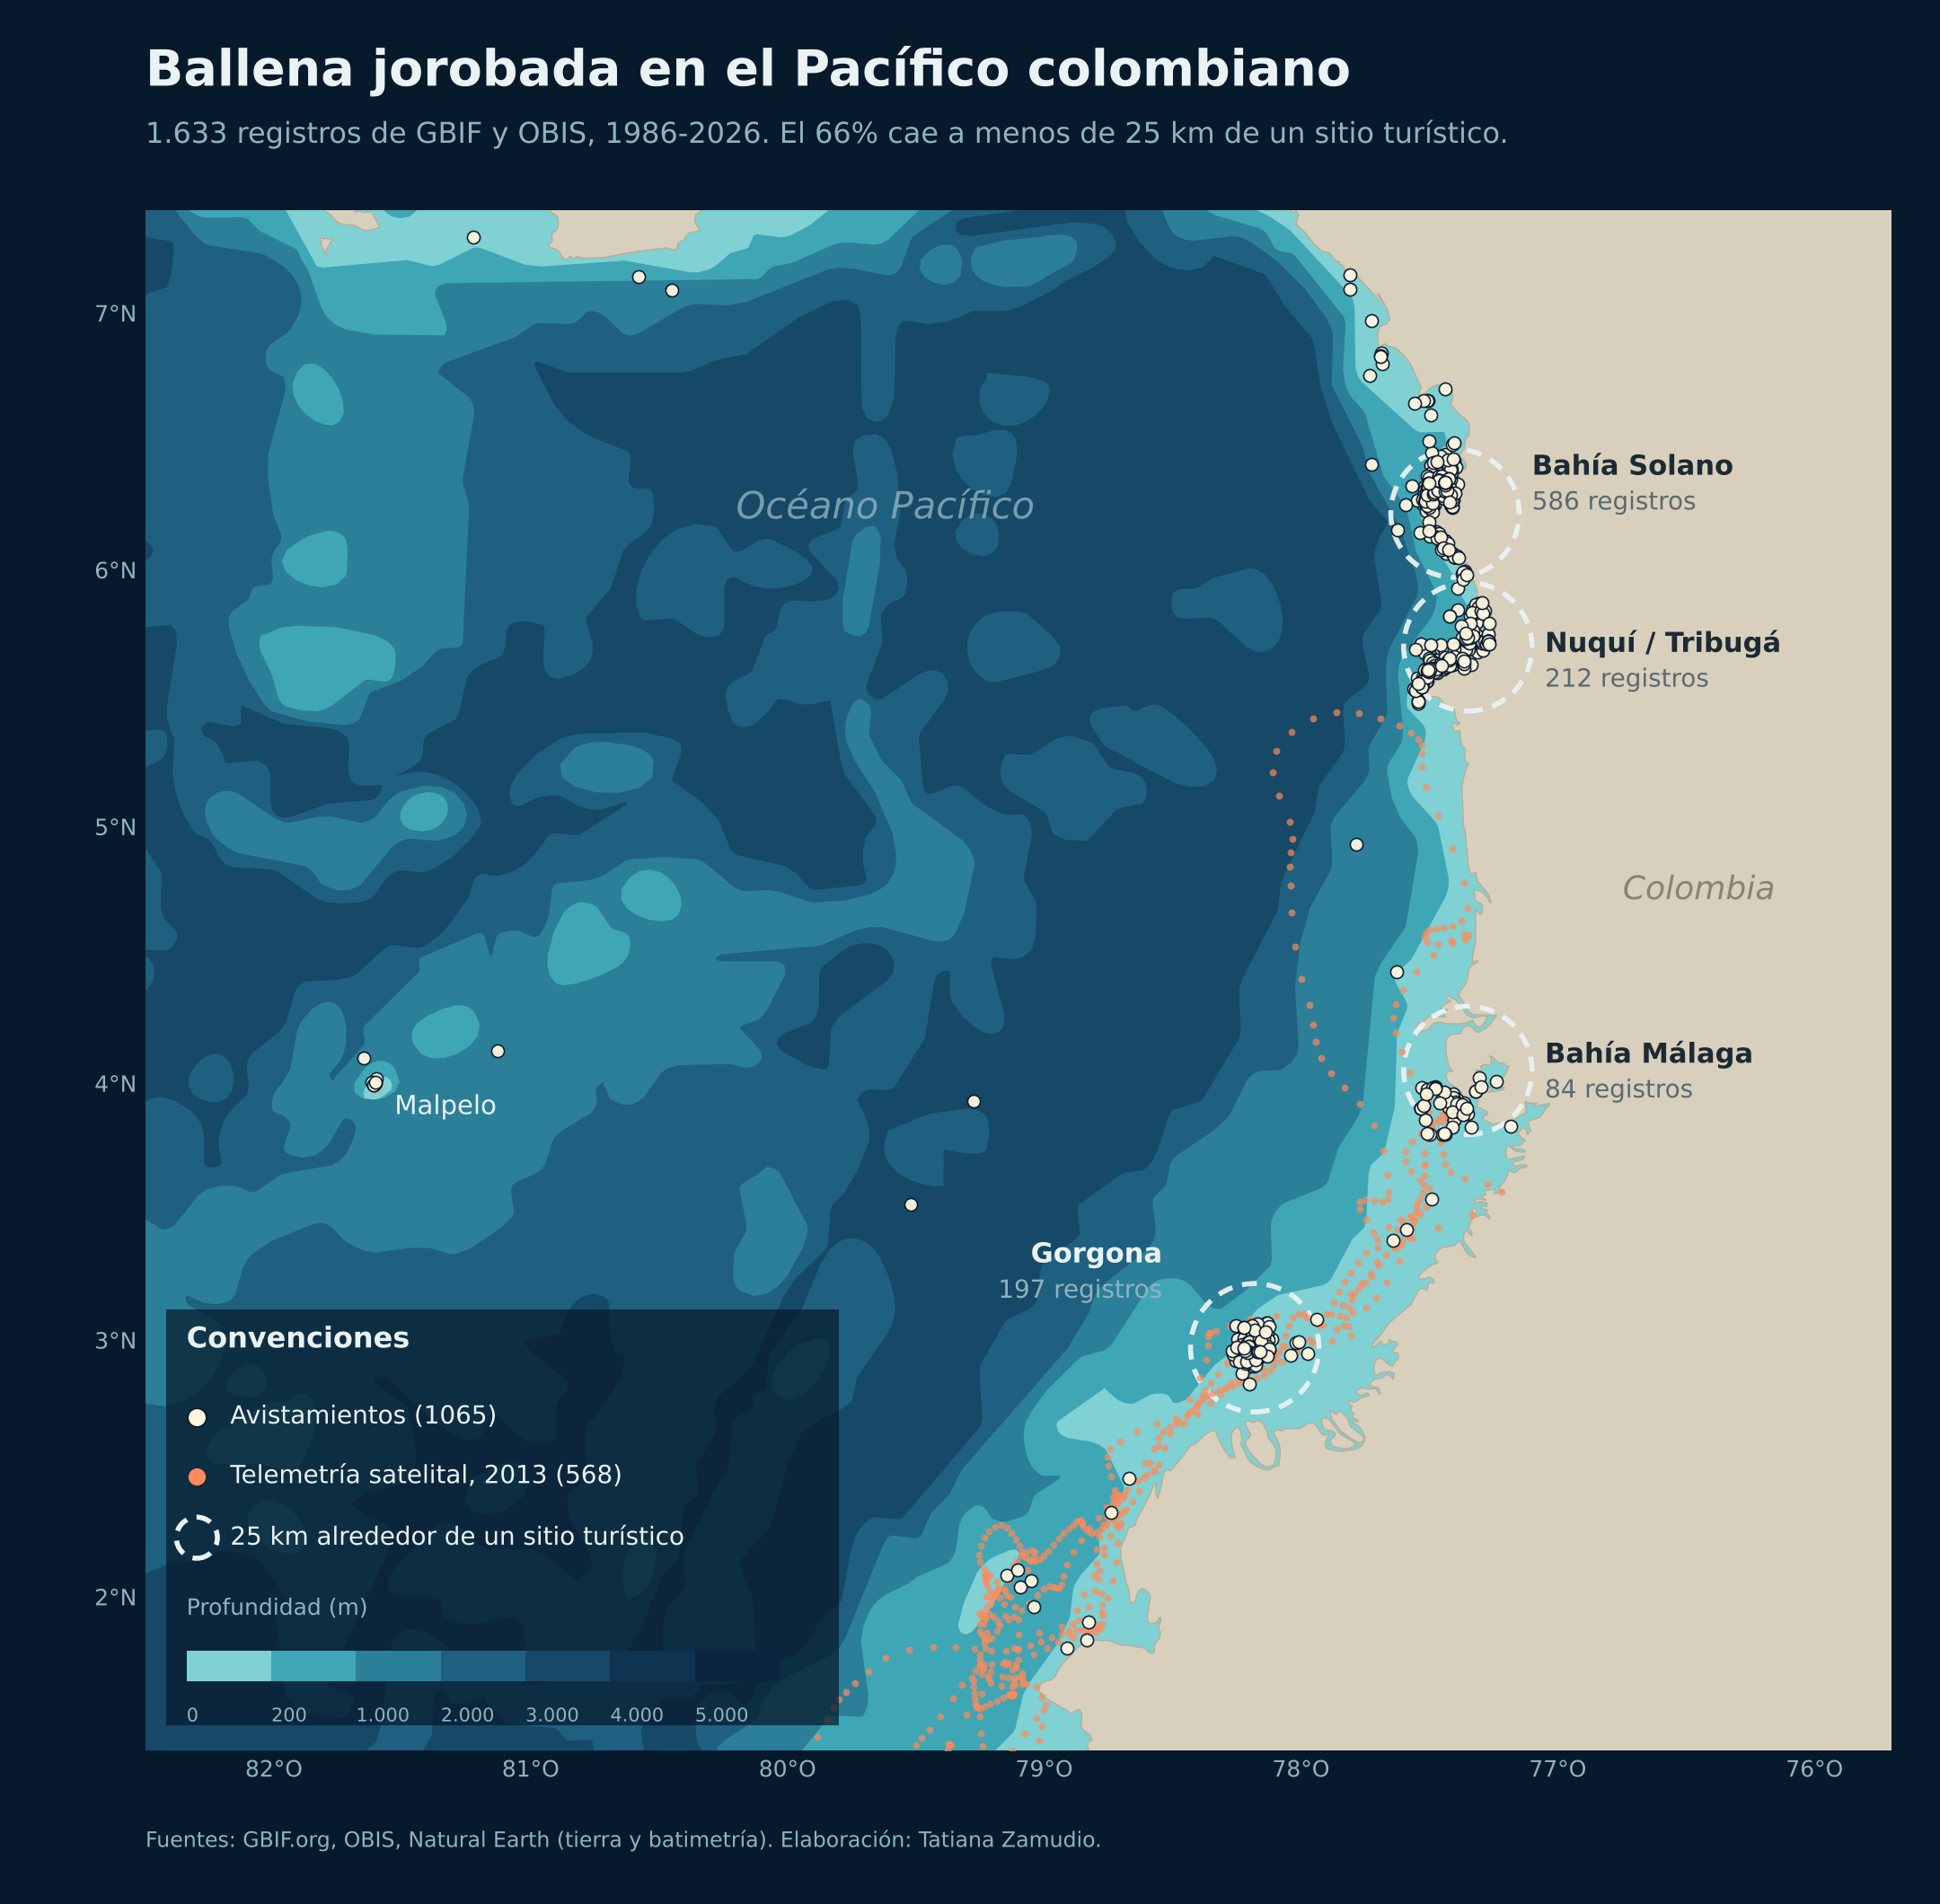 Ballena jorobada en el Pacífico colombiano
1.633 registros de GBIF y OBIS, 1986-2026. El 66% cae a menos de 25 km de un sitio turístico.
7°N
6°N
5°N
4°N
3°N
2°N
Océano Pacífico
Bahía Solano
586 registros
Nuquí / Tribugá
212 registros
Colombia
Bahía Málaga
84 registros
Malpelo
Gorgona
197 registros
Convenciones
Avistamientos (1065)
Telemetría satelital, 2013 (568)
25 km alrededor de un sitio turístico
Profundidad (m)
0 200 1.000 2.000 3.000 4.000 5.000
82°O 81°O 80°O 79°O 78°O 77°O 76°O
Fuentes: GBIF.org, OBIS, Natural Earth (tierra y batimetría). Elaboración: Tatiana Zamudio.